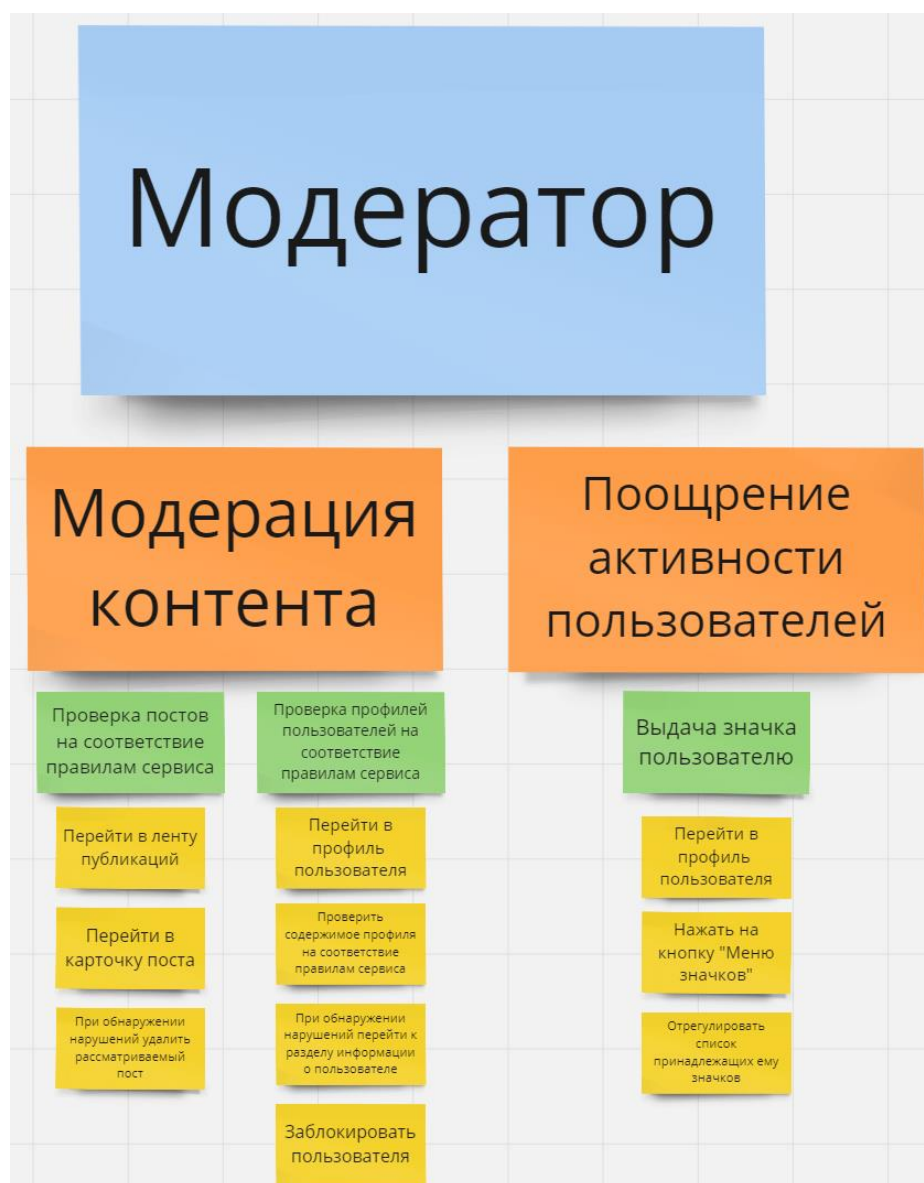 Модератор
Модерация
контента
Поощрение
активности
пользователей
Проверка постов
на соответствие
правилам сервиса
Проверка профилей
пользователей на
соответствие
правилам сервиса
Выдача значка
пользователю
Перейти в ленту
публикаций
Перейти в
профиль
пользователя
Перейти в
профиль
пользователя
Перейти в
карточку поста
Проверить
содержимое профиля
на соответствие
правилам сервиса
Нажать на
кнопку "Меню
значков"
При обнаружении
нарушений удалить
рассматриваемый
пост
При обнаружении
нарушений перейти к
разделу информации
о пользователе
Отрегулировать
список
принадлежащих ему
значков
Заблокировать
пользователя